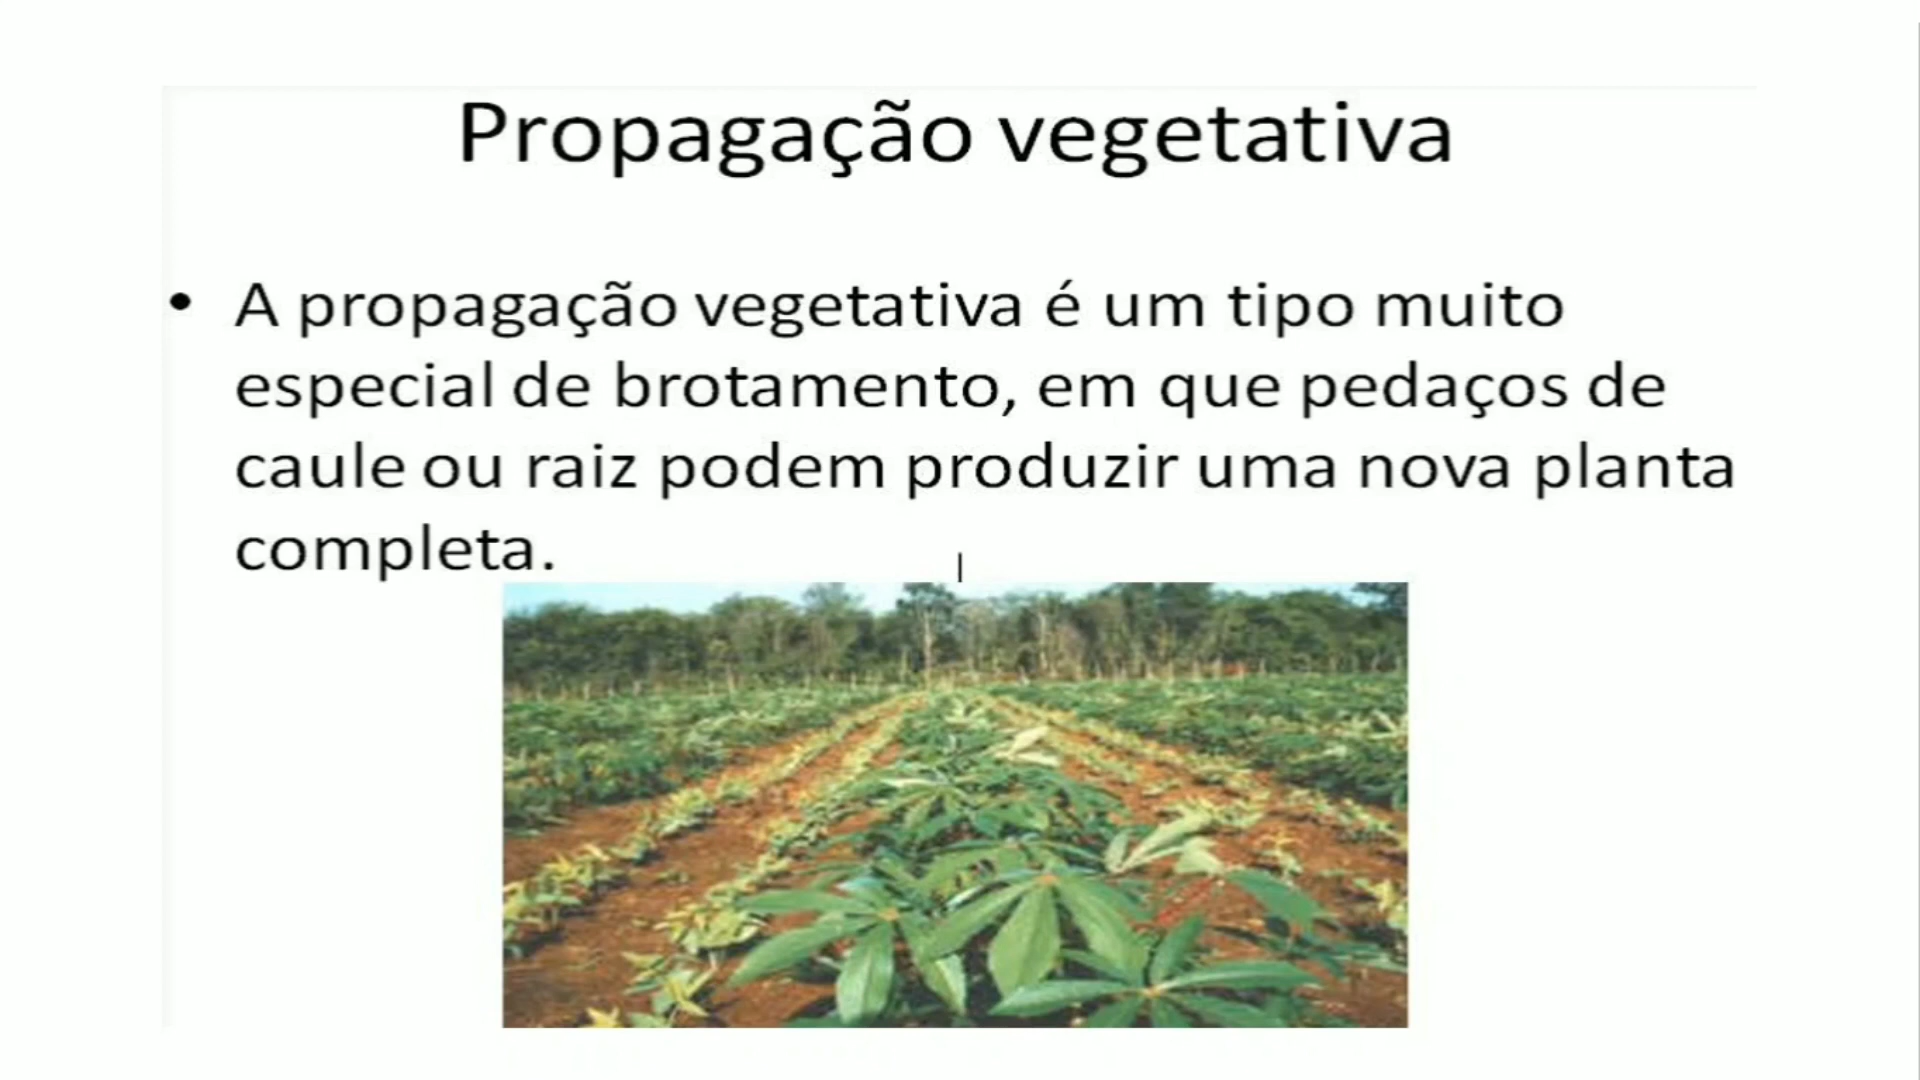 Propagação vegetativa
• A propagação vegetativa é um tipo muito
especial de brotamento, em que pedaços de
caule ou raiz podem produzir uma nova planta
completa.